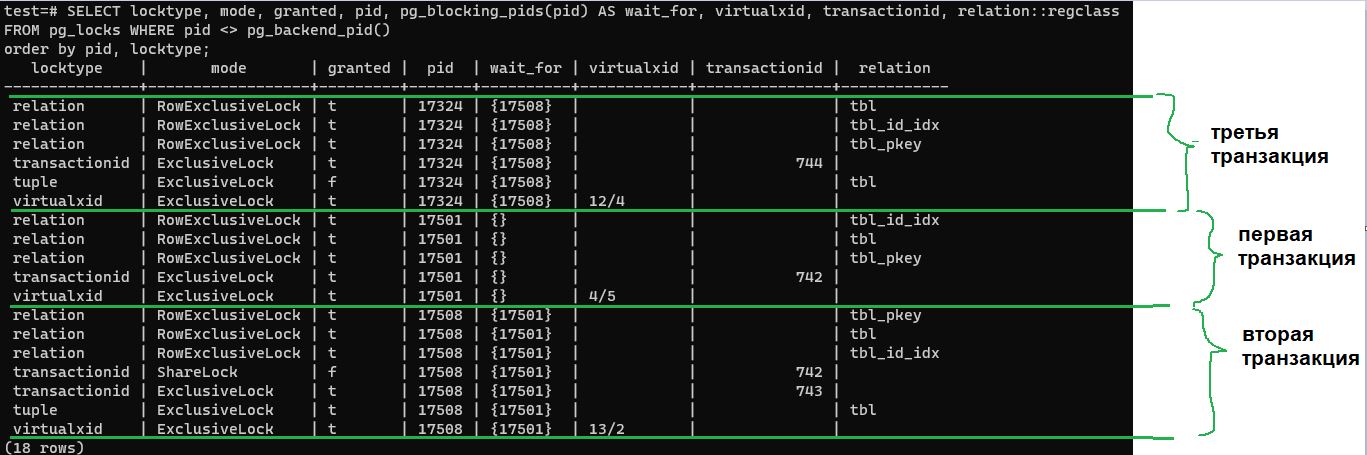 test=# SELECT locktype, mode, granted, pid, pg_blocking_pids(pid) AS wait_for, virtualxid, transactionid, relation::regclass
FROM pg_locks WHERE pid <> pg_backend_pid()
order by pid, locktype;
   locktype    |       mode       | granted |  pid  | wait_for | virtualxid | transactionid |  relation
---------------+------------------+---------+-------+----------+------------+---------------+------------
 relation      | RowExclusiveLock | t       | 17324 | {17508}  |            |               | tbl
 relation      | RowExclusiveLock | t       | 17324 | {17508}  |            |               | tbl_id_idx
 relation      | RowExclusiveLock | t       | 17324 | {17508}  |            |               | tbl_pkey
 transactionid | ExclusiveLock    | t       | 17324 | {17508}  |            |           744 |
 tuple         | ExclusiveLock    | f       | 17324 | {17508}  |            |               | tbl
 virtualxid    | ExclusiveLock    | t       | 17324 | {17508}  | 12/4       |               |
 relation      | RowExclusiveLock | t       | 17501 | {}       |            |               | tbl_id_idx
 relation      | RowExclusiveLock | t       | 17501 | {}       |            |               | tbl
 relation      | RowExclusiveLock | t       | 17501 | {}       |            |               | tbl_pkey
 transactionid | ExclusiveLock    | t       | 17501 | {}       |            |           742 |
 virtualxid    | ExclusiveLock    | t       | 17501 | {}       | 4/5        |               |
 relation      | RowExclusiveLock | t       | 17508 | {17501}  |            |               | tbl_pkey
 relation      | RowExclusiveLock | t       | 17508 | {17501}  |            |               | tbl
 relation      | RowExclusiveLock | t       | 17508 | {17501}  |            |               | tbl_id_idx
 transactionid | ShareLock        | f       | 17508 | {17501}  |            |           742 |
 transactionid | ExclusiveLock    | t       | 17508 | {17501}  |            |           743 |
 tuple         | ExclusiveLock    | t       | 17508 | {17501}  |            |               | tbl
 virtualxid    | ExclusiveLock    | t       | 17508 | {17501}  | 13/2       |               |
(18 rows)
третья
транзакция
первая
транзакция
вторая
транзакция